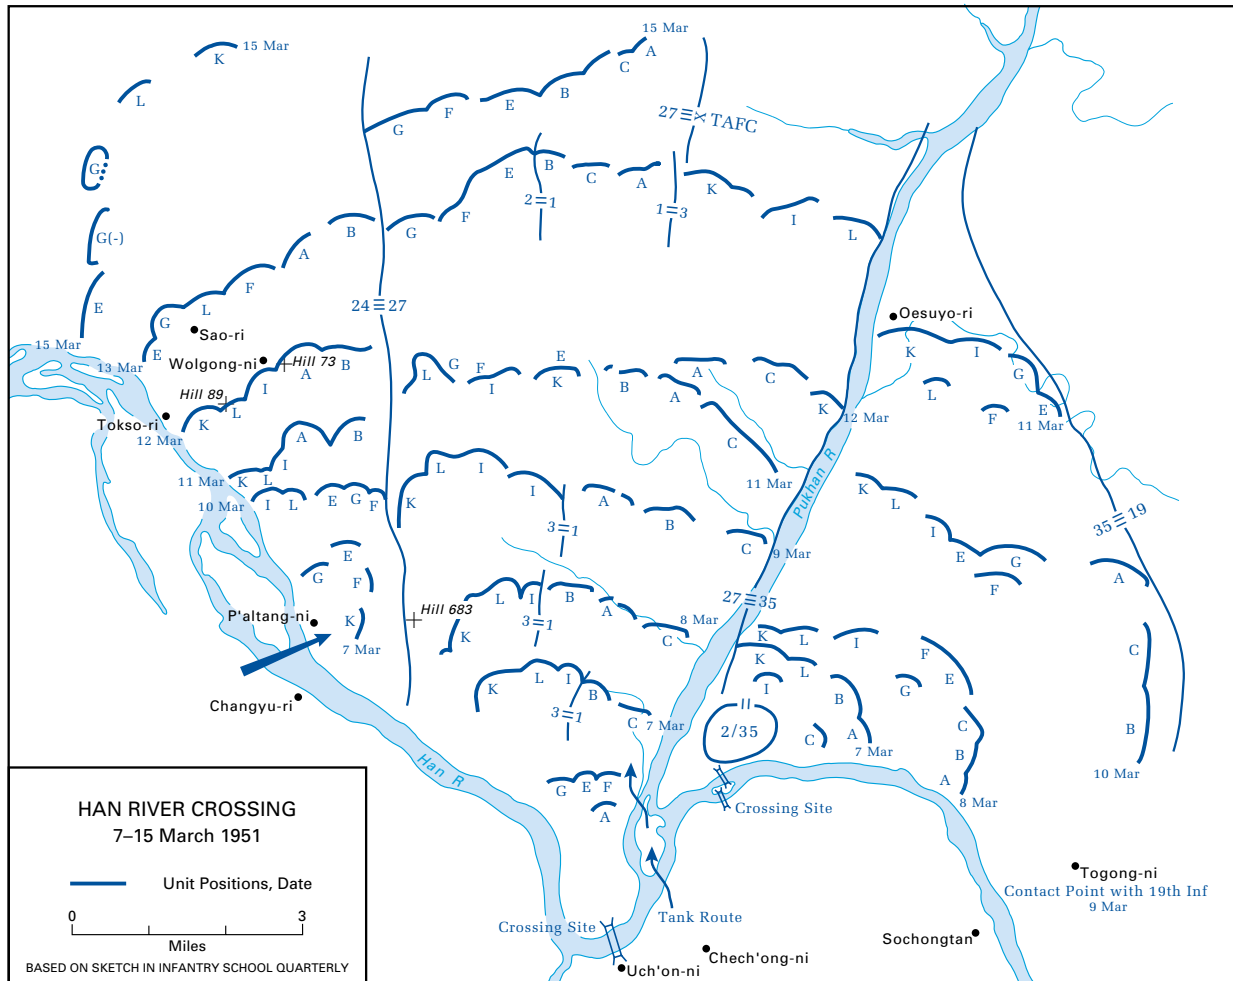 15 Mar
15 Mar
K
A
C
B
E
F
G
L
27 TAFC
G
E
B
C
A
K
I
L
F
G
B
A
2 1
1 3
G(-)
F
L
G
E
E
24 27
Sao-ri
Oesuyo-ri
15 Mar
13 Mar
Wolgong-ni
Hill 73
A
B
Hill 89
I
L
K
Tokso-ri
12 Mar
L
G
F
I
E
K
B
A
A
C
C
K
12 Mar
K
I
G
L
F
E
11 Mar
A
B
I
L
K
11 Mar
10 Mar
I
L
E
G
F
K
L
I
I
A
B
C
11 Mar
Pukhan R
9 Mar
3 1
K
L
I
E
G
F
A
35 19
E
G
F
K
P'altang-ni
7 Mar
Hill 683
L
I
B
A
C
K
8 Mar
3 1
27 35
K
L
I
F
E
K
L
I
B
G
A
C
7 Mar
C
B
A
8 Mar
C
B
10 Mar
Changyu-ri
K
L
I
B
C
7 Mar
3 1
2/35
Han R
G
E
F
A
Crossing Site
HAN RIVER CROSSING
7–15 March 1951
Unit Positions, Date
0 3
Miles
BASED ON SKETCH IN INFANTRY SCHOOL QUARTERLY
Togong-ni
Contact Point with 19th Inf
9 Mar
Tank Route
Crossing Site
Sochongtan
Chech'ong-ni
Uch'on-ni